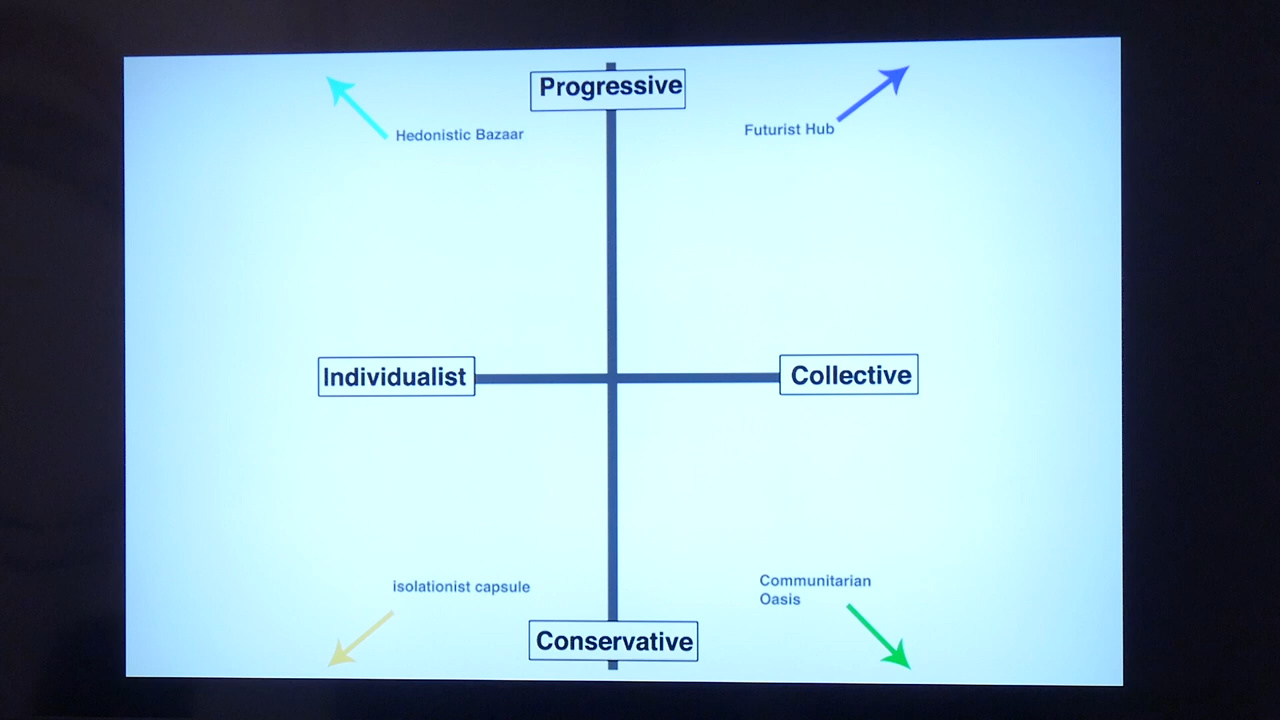 Progressive
Hedonistic Bazaar
Futurist Hub
Individualist
Collective
isolationist capsule
Communitarian
Oasis
Conservative